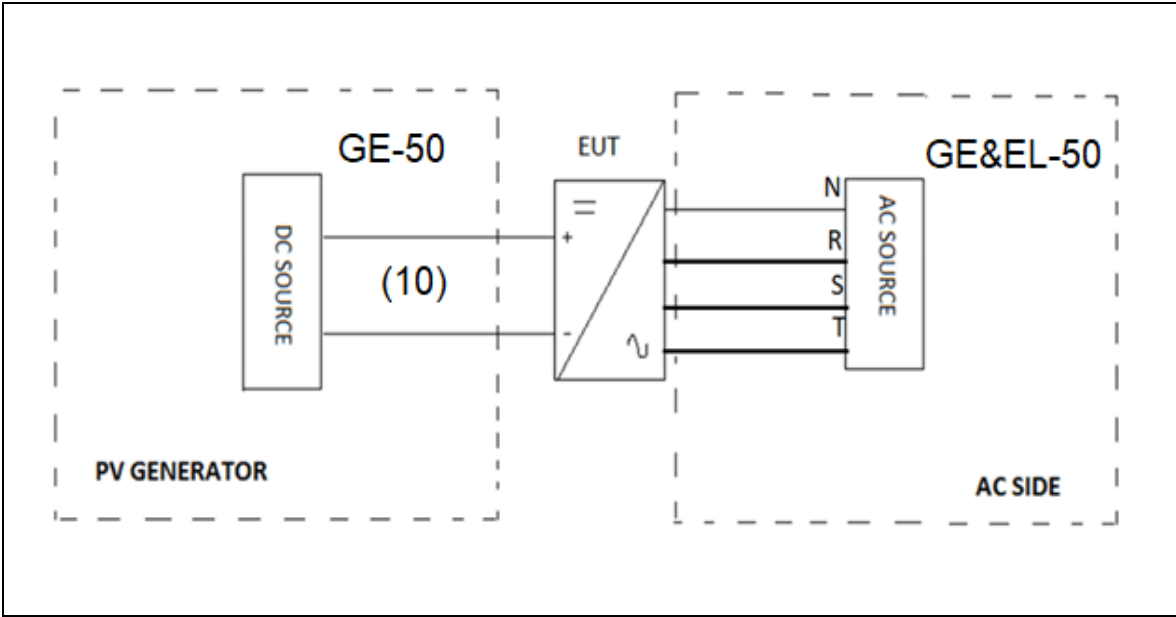 GE-50
EUT
GE&EL-50
DC SOURCE
+
(10)
-
N
R
S
T
AC SOURCE
PV GENERATOR
AC SIDE